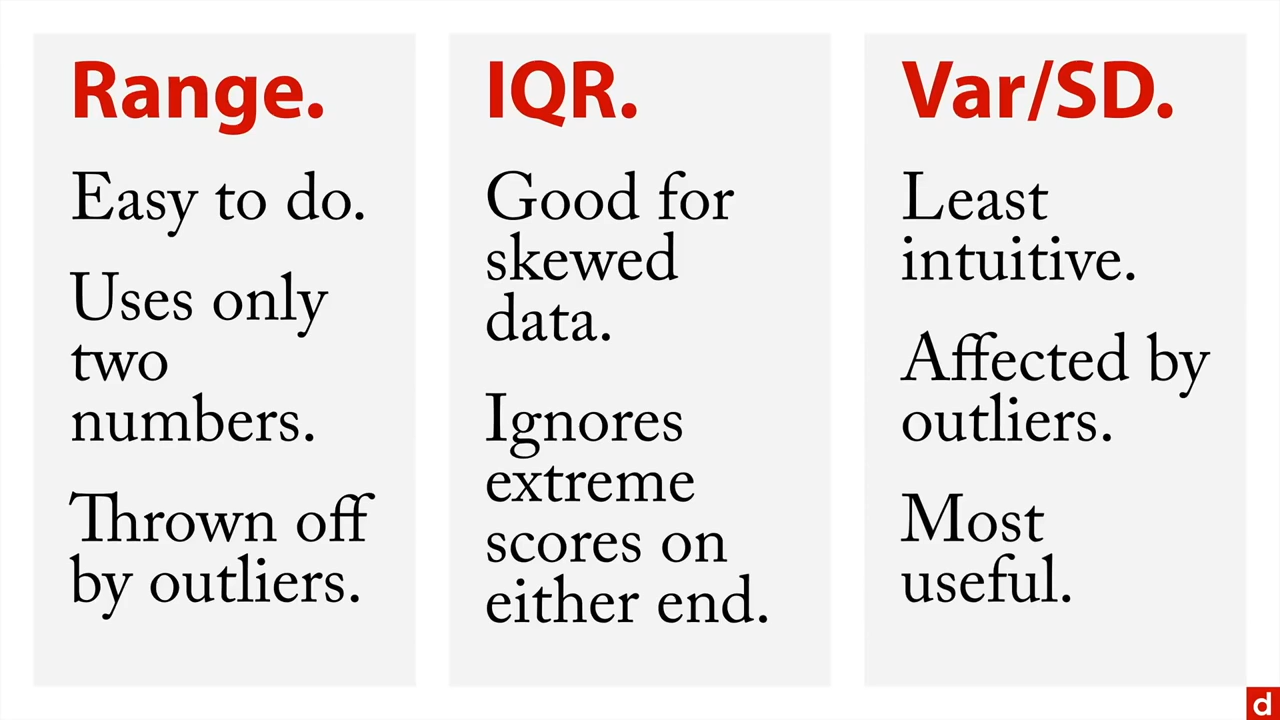 Range.
Easy to do.
Uses only
two
numbers.
Thrown off
by outliers.
IQR.
Good for
skewed
data.
Ignores
extreme
scores on
either end.
Var/SD.
Least
intuitive.
Affected by
outliers.
Most
useful.
d